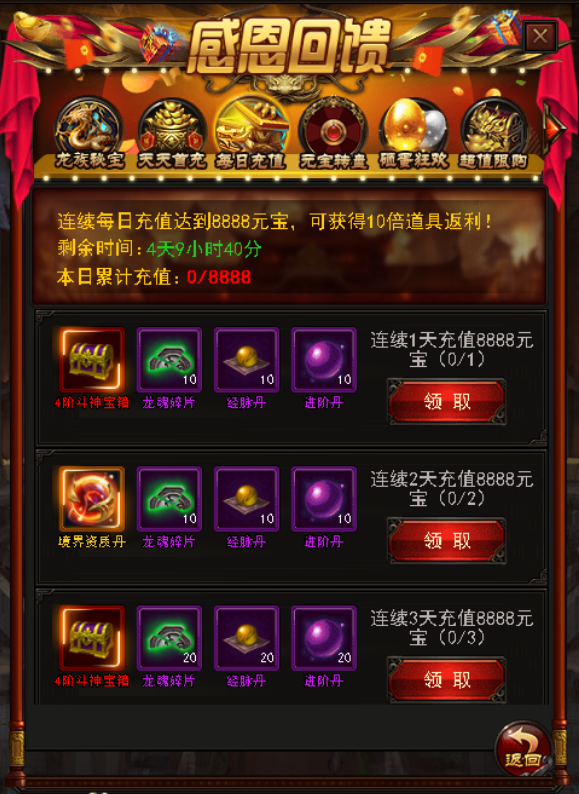 感恩回馈
龙族秘宝 天天首充 每日充值 元宝转盘 砸蛋狂欢 超值限购
连续每日充值达到8888元宝，可获得10倍道具返利！
剩余时间：4天9小时40分
本日累计充值：0/8888
连续1天充值8888元
宝（0/1）
10 10 10
4阶斗神宝箱 龙魂碎片 经脉丹 进阶丹
领取
连续2天充值8888元
宝（0/2）
10 10 10
境界资质丹 龙魂碎片 经脉丹 进阶丹
领取
连续3天充值8888元
宝（0/3）
20 20 20
4阶斗神宝箱 龙魂碎片 经脉丹 进阶丹
领取
返回